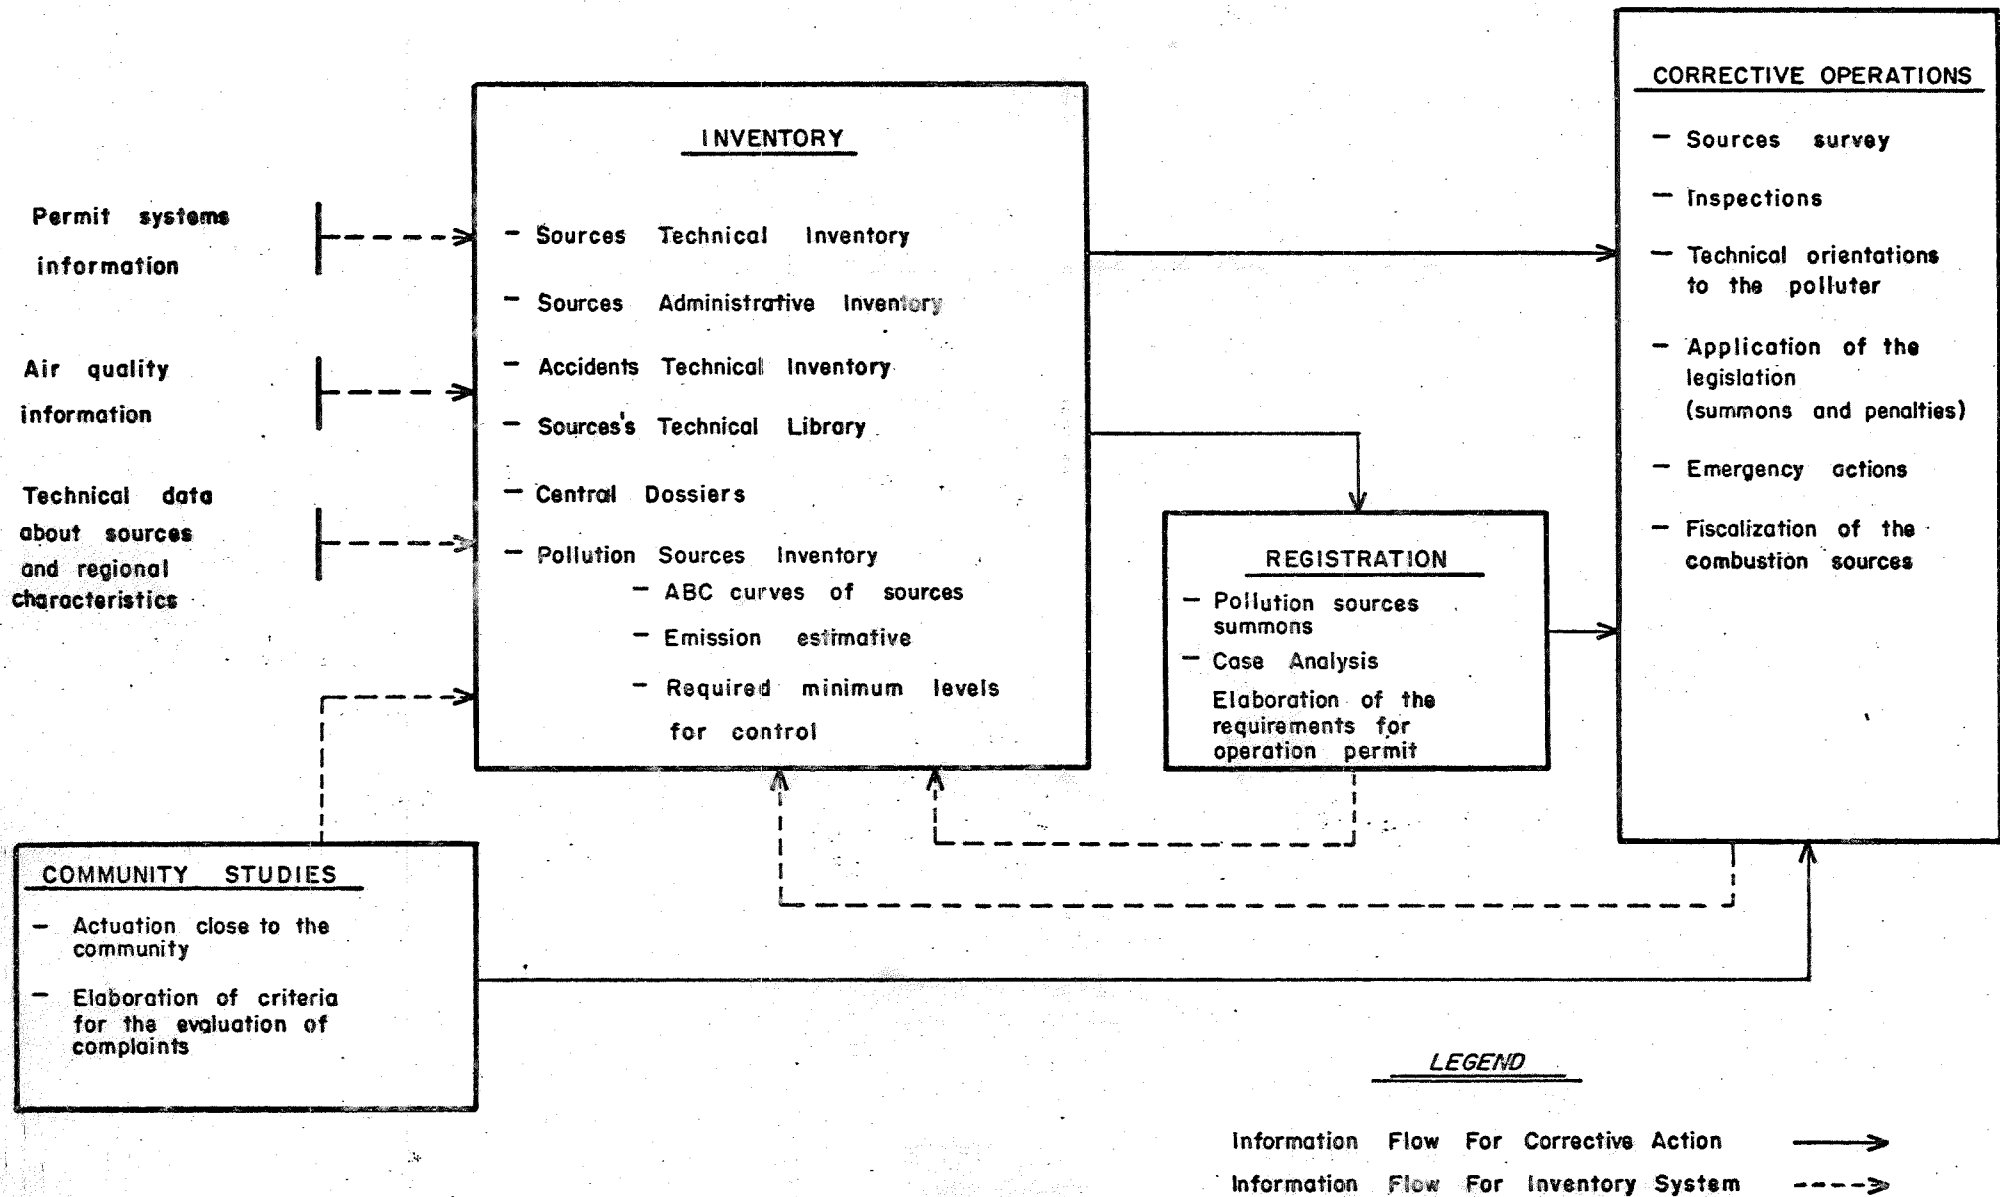 Permit systems
information
Air quality
information
Technical data
about sources
and regional
characteristics
INVENTORY
- Sources Technical Inventory
- Sources Administrative Inventory
- Accidents Technical Inventory
- Sources's Technical Library
- Central Dossiers
- Pollution Sources Inventory
- ABC curves of sources
- Emission estimative
- Required minimum levels
for control
REGISTRATION
- Pollution sources
summons
- Case Analysis
Elaboration of the
requirements for
operation permit
CORRECTIVE OPERATIONS
- Sources survey
- Inspections
- Technical orientations
to the polluter
- Application of the
legislation
(summons and penalties)
- Emergency actions
- Fiscalization of the
combustion sources
COMMUNITY STUDIES
- Actuation close to the
community
- Elaboration of criteria
for the evaluation of
complaints
LEGEND
Information Flow For Corrective Action
Information Flow For Inventory System